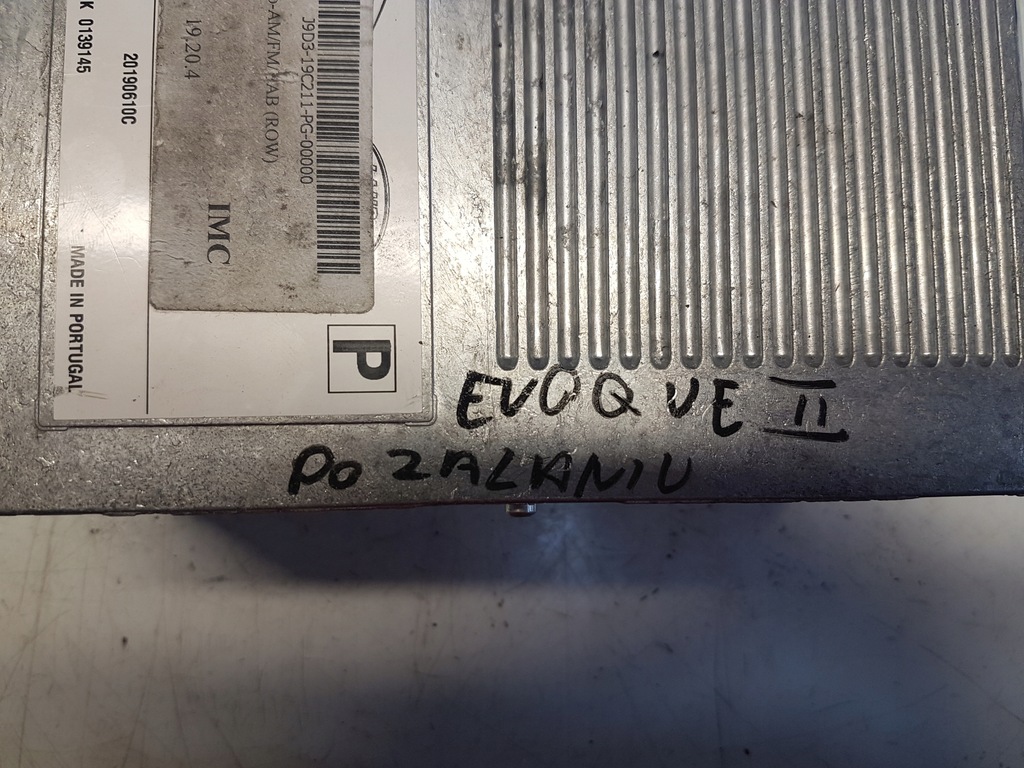 K 0139145
20190610C
MADE IN PORTUGAL
J9D3-19C211-PG-00000
-AM/FM/HAB (ROW)
19,20.4
IMC
P
EVOQUE II
PO ZALANIU